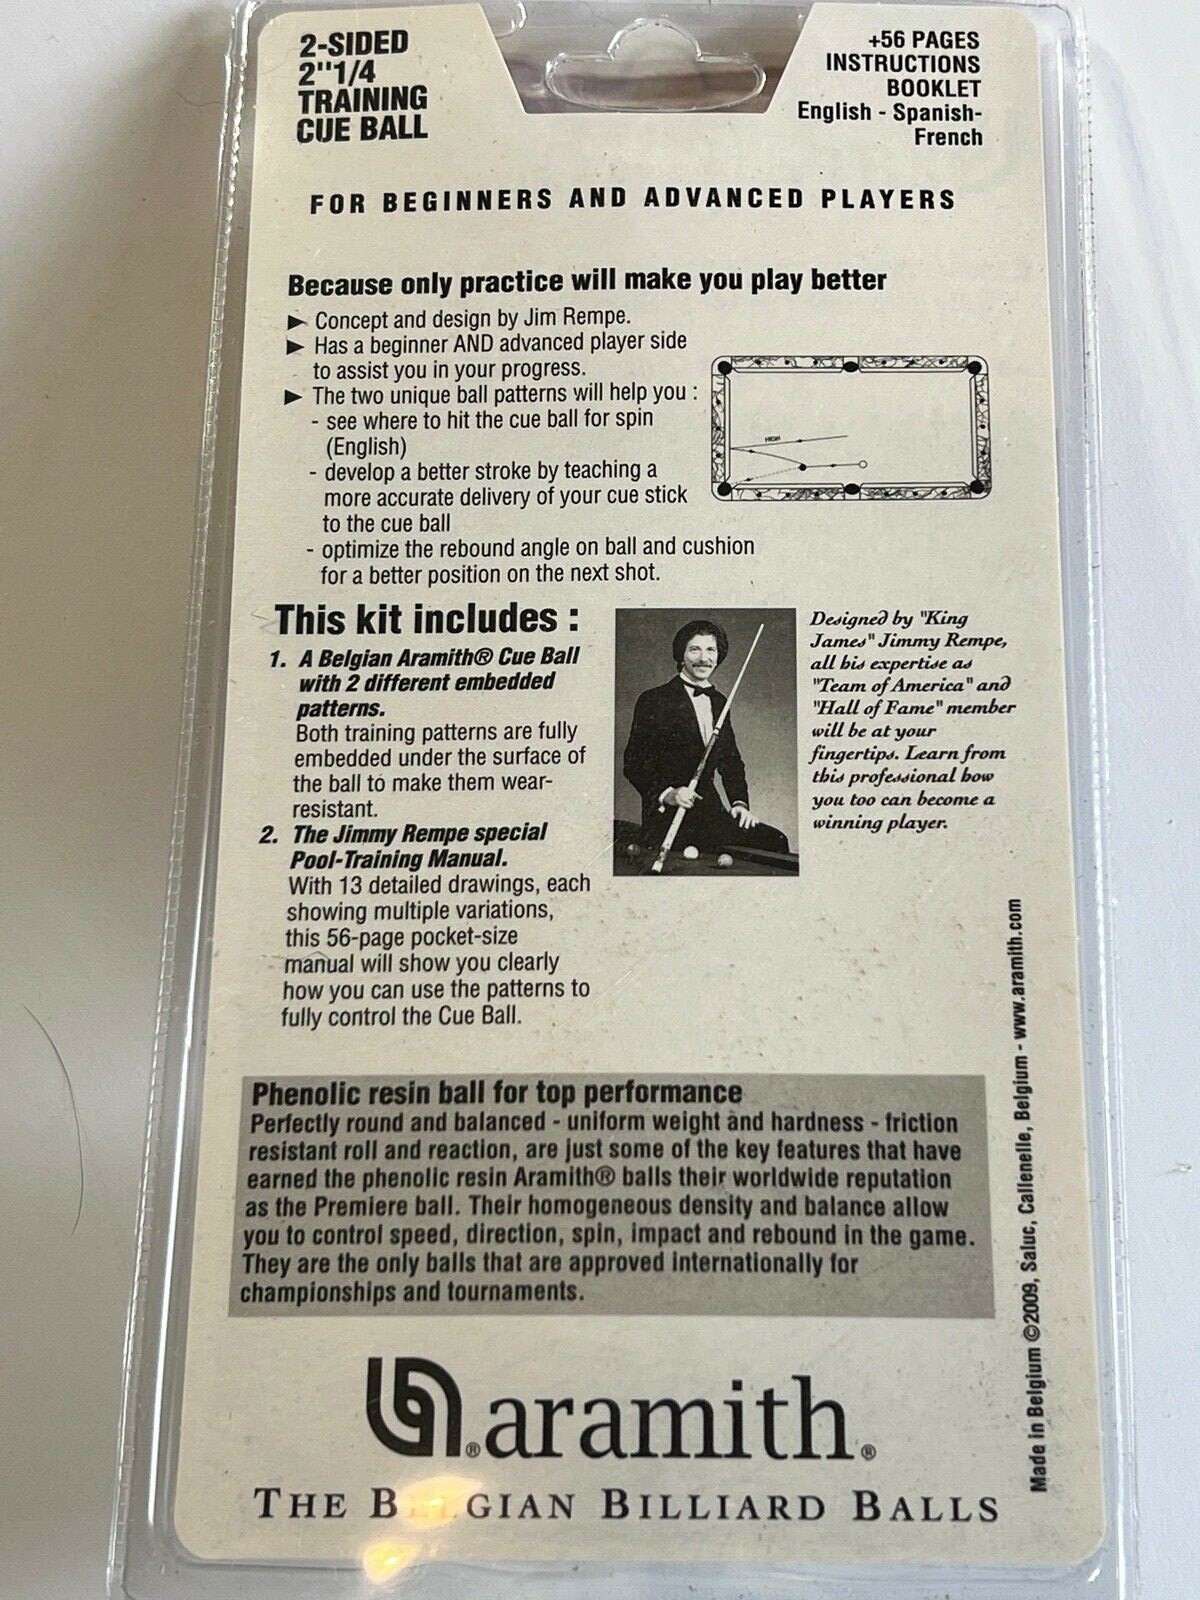 2-SIDED
2"1/4
TRAINING
CUE BALL
+56 PAGES
INSTRUCTIONS
BOOKLET
English - Spanish-
French
FOR BEGINNERS AND ADVANCED PLAYERS
Because only practice will make you play better
► Concept and design by Jim Rempe.
► Has a beginner AND advanced player side
to assist you in your progress.
► The two unique ball patterns will help you :
- see where to hit the cue ball for spin
(English)
- develop a better stroke by teaching a
more accurate delivery of your cue stick
to the cue ball
- optimize the rebound angle on ball and cushion
for a better position on the next shot.
HIGH
This kit includes :
1. A Belgian Aramith® Cue Ball
with 2 different embedded
patterns.
Both training patterns are fully
embedded under the surface of
the ball to make them wear-
resistant.
2. The Jimmy Rempe special
Pool-Training Manual.
With 13 detailed drawings, each
showing multiple variations,
this 56-page pocket-size
manual will show you clearly
how you can use the patterns to
fully control the Cue Ball.
Designed by "King
James" Jimmy Rempe,
all his expertise as
"Team of America" and
"Hall of Fame" member
will be at your
fingertips. Learn from
this professional how
you too can become a
winning player.
Phenolic resin ball for top performance
Perfectly round and balanced - uniform weight and hardness - friction
resistant roll and reaction, are just some of the key features that have
earned the phenolic resin Aramith® balls their worldwide reputation
as the Premiere ball. Their homogeneous density and balance allow
you to control speed, direction, spin, impact and rebound in the game.
They are the only balls that are approved internationally for
championships and tournaments.
Made in Belgium ©2009, Saluc, Callenelle, Belgium - www.aramith.com
® aramith®
THE BELGIAN BILLIARD BALLS